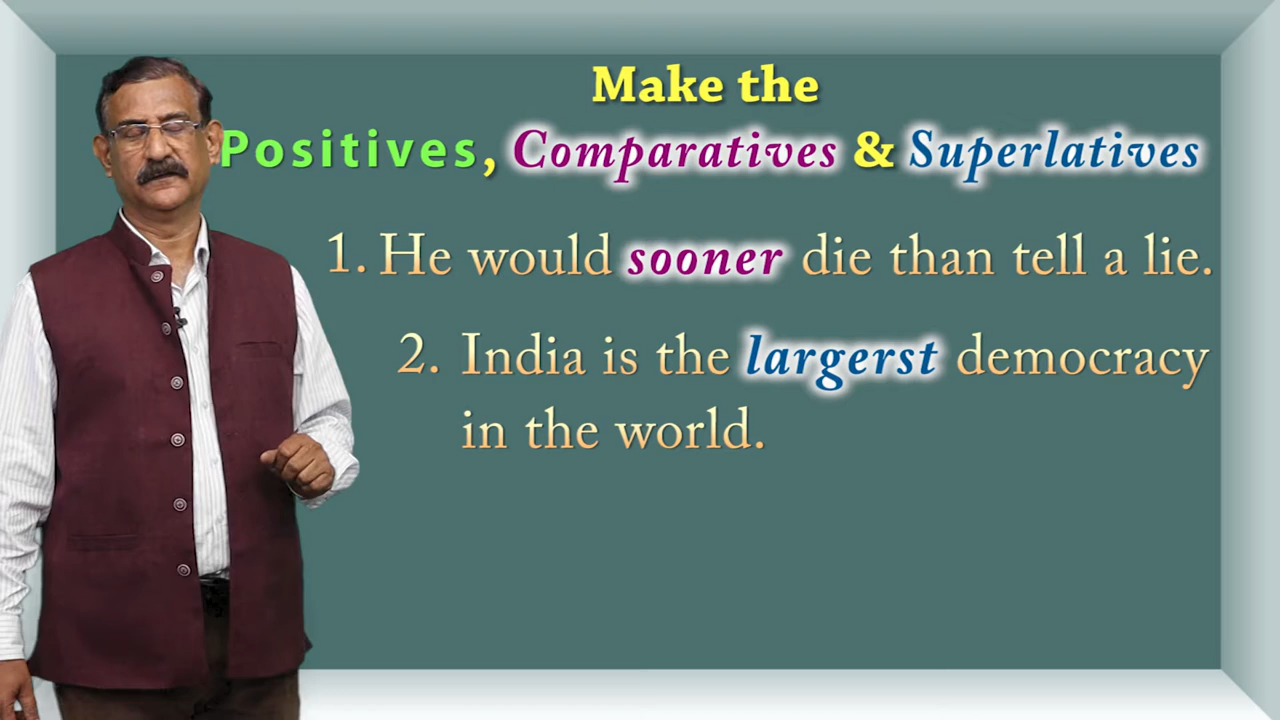 Make the
Positives, Comparatives & Superlatives
1. He would sooner die than tell a lie.
2. India is the largerst democracy
in the world.